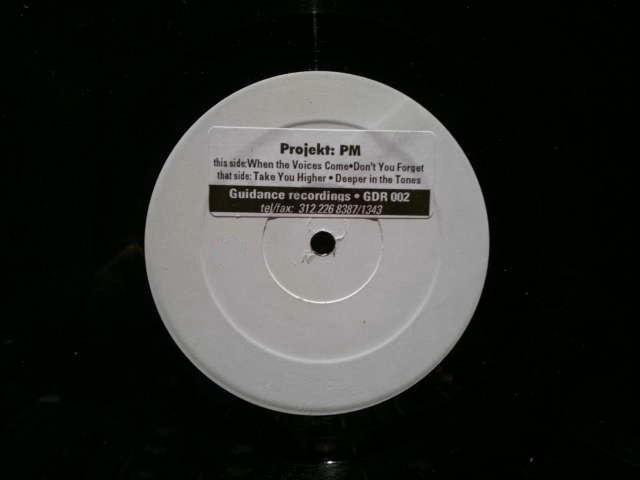 Projekt: PM
this side:When the Voices Come•Don't You Forget
that side: Take You Higher • Deeper in the Tones
Guidance recordings • GDR 002
tel/fax: 312 226 8387/1343